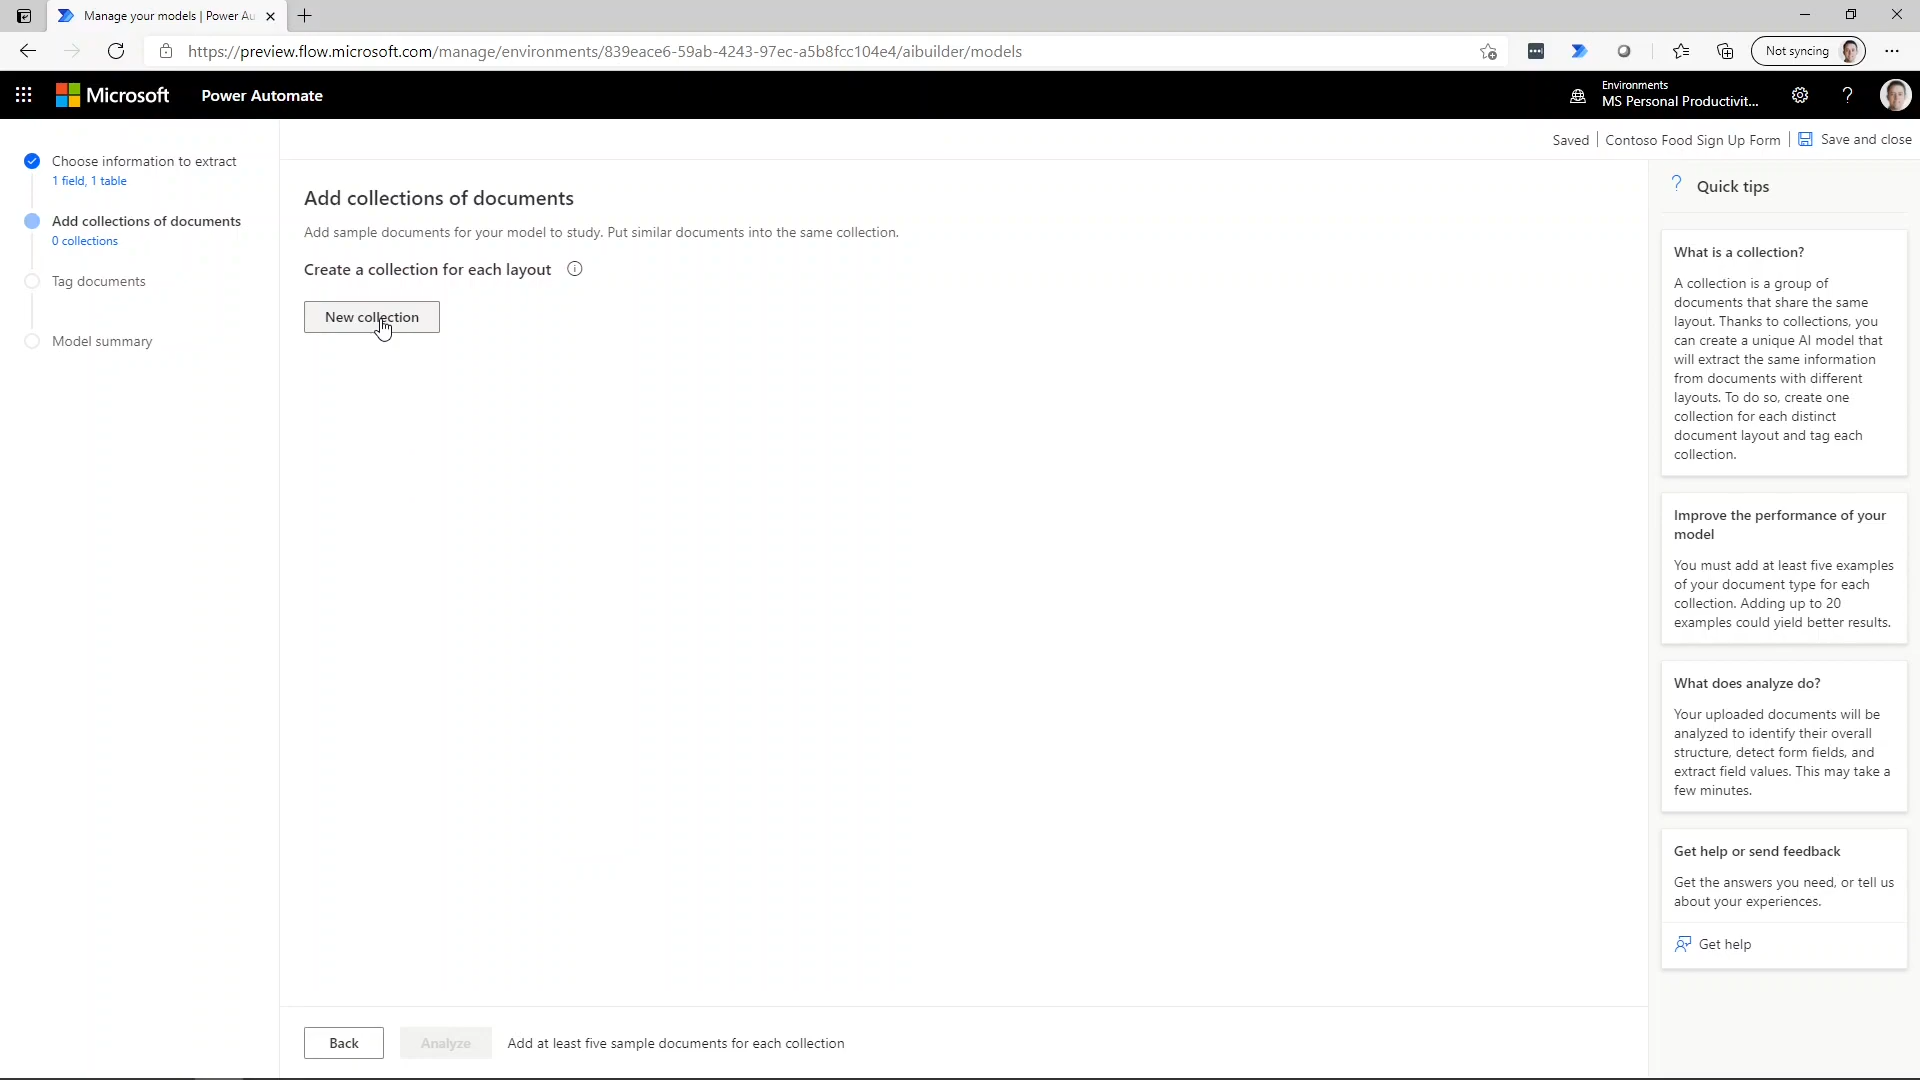 Manage your models | Power Au
https://preview.flow.microsoft.com/manage/environments/839eace6-59ab-4243-97ec-a5b8fcc104e4/aibuilder/models
Not syncing
Microsoft
Power Automate
Environments
MS Personal Productivit...
Saved
Contoso Food Sign Up Form
Save and close
Choose information to extract
1 field, 1 table
Add collections of documents
0 collections
Tag documents
Model summary
Add collections of documents
Add sample documents for your model to study. Put similar documents into the same collection.
Create a collection for each layout
New collection
Back
Analyze
Add at least five sample documents for each collection
Quick tips
What is a collection?
A collection is a group of
documents that share the same
layout. Thanks to collections, you
can create a unique AI model that
will extract the same information
from documents with different
layouts. To do so, create one
collection for each distinct
document layout and tag each
collection.
Improve the performance of your
model
You must add at least five examples
of your document type for each
collection. Adding up to 20
examples could yield better results.
What does analyze do?
Your uploaded documents will be
analyzed to identify their overall
structure, detect form fields, and
extract field values. This may take a
few minutes.
Get help or send feedback
Get the answers you need, or tell us
about your experiences.
Get help